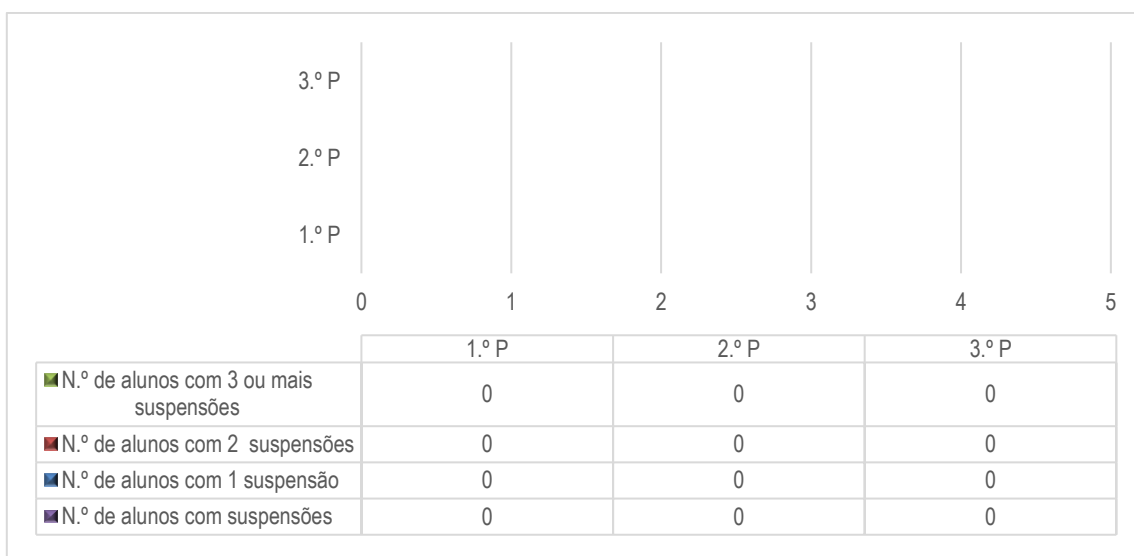 3.º P
2.º P
1.º P
0 1 2 3 4 5
1.º P 2.º P 3.º P
N.º de alunos com 3 ou mais
suspensões 0 0 0
N.º de alunos com 2 suspensões 0 0 0
N.º de alunos com 1 suspensão 0 0 0
N.º de alunos com suspensões 0 0 0